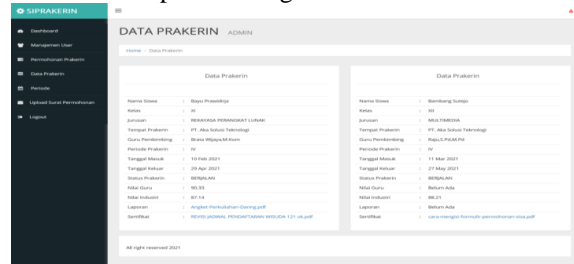 SIPRAKERIN
Dashboard
Manajemen User
Permohonan Prakerin
Data Prakerin
Periode
Upload Surat Permohonan
Logout
DATA PRAKERIN ADMIN
Home / Data Prakerin
Data Prakerin
Nama Siswa : Bayu Prawidirja
Kelas : XI
Jurusan : REKAYASA PERANGKAT LUNAK
Tempat Prakerin : PT. Aka Solusi Teknologi
Guru Pembimbing : Brata Wijaya,M.Kom
Periode Prakerin : IV
Tanggal Masuk : 10 Feb 2021
Tanggal Keluar : 29 Apr 2021
Status Prakerin : BERJALAN
Nilai Guru : 90.33
Nilai Industri : 87.14
Laporan : Angket-Perkuliahan-Daring.pdf
Sertifikat : REVISI JADWAL PENDAFTARAN WISUDA 121 ok.pdf
Data Prakerin
Nama Siswa : Bambang Sutejo
Kelas : XII
Jurusan : MULTIMEDIA
Tempat Prakerin : PT. Aka Solusi Teknologi
Guru Pembimbing : Raju,S.Pd,M.Pd
Periode Prakerin : IV
Tanggal Masuk : 11 Mar 2021
Tanggal Keluar : 27 May 2021
Status Prakerin : BERJALAN
Nilai Guru : Belum Ada
Nilai Industri : 88.21
Laporan : Belum Ada
Sertifikat : cara-mengisi-formulir-permohonan-visa.pdf
All right reserved 2021